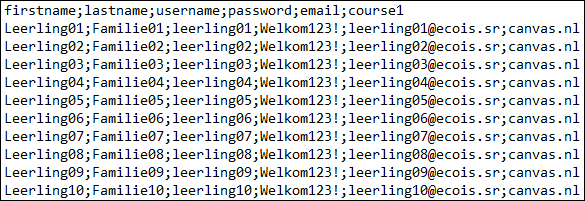 firstname;lastname;username;password;email;course1
Leerling01;Familie01;leerling01;Welkom123!;leerling01@ecois.sr;canvas.nl
Leerling02;Familie02;leerling02;Welkom123!;leerling02@ecois.sr;canvas.nl
Leerling03;Familie03;leerling03;Welkom123!;leerling03@ecois.sr;canvas.nl
Leerling04;Familie04;leerling04;Welkom123!;leerling04@ecois.sr;canvas.nl
Leerling05;Familie05;leerling05;Welkom123!;leerling05@ecois.sr;canvas.nl
Leerling06;Familie06;leerling06;Welkom123!;leerling06@ecois.sr;canvas.nl
Leerling07;Familie07;leerling07;Welkom123!;leerling07@ecois.sr;canvas.nl
Leerling08;Familie08;leerling08;Welkom123!;leerling08@ecois.sr;canvas.nl
Leerling09;Familie09;leerling09;Welkom123!;leerling09@ecois.sr;canvas.nl
Leerling10;Familie10;leerling10;Welkom123!;leerling10@ecois.sr;canvas.nl